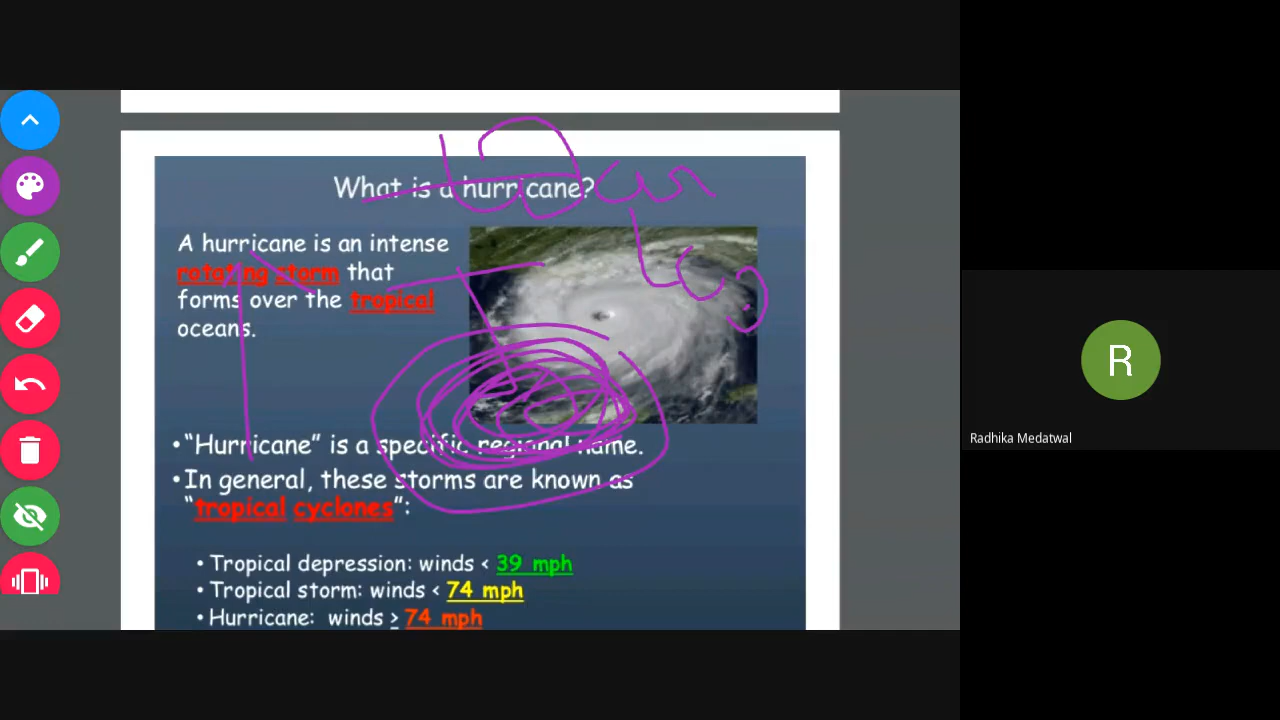 What is a hurricane?
A hurricane is an intense
rotating storm that
forms over the tropical
oceans.
•“Hurricane” is a specific regional name.
•In general, these storms are known as
“tropical cyclones”:
• Tropical depression: winds < 39 mph
• Tropical storm: winds < 74 mph
• Hurricane: winds ≥ 74 mph
R
Radhika Medatwal